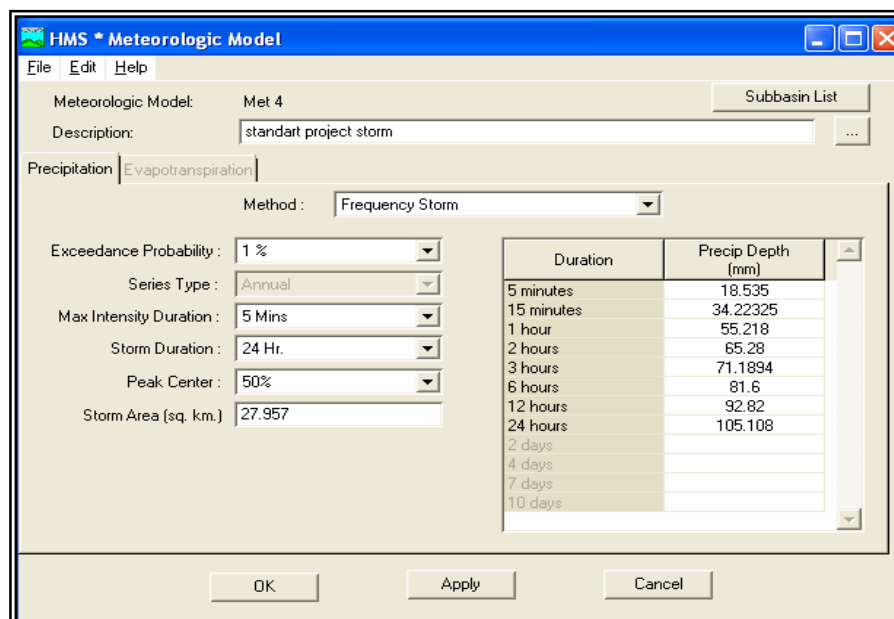 HMS * Meteorologic Model
File Edit Help
Meteorologic Model: Met 4 Subbasin List
Description: standart project storm ...
Precipitation Evapotranspiration
Method : Frequency Storm
Exceedance Probability : 1 %
Series Type : Annual
Max Intensity Duration : 5 Mins
Storm Duration : 24 Hr.
Peak Center : 50%
Storm Area (sq. km.) 27.957
Duration Precip Depth (mm)
5 minutes 18.535
15 minutes 34.22325
1 hour 55.218
2 hours 65.28
3 hours 71.1894
6 hours 81.6
12 hours 92.82
24 hours 105.108
2 days
4 days
7 days
10 days
OK Apply Cancel